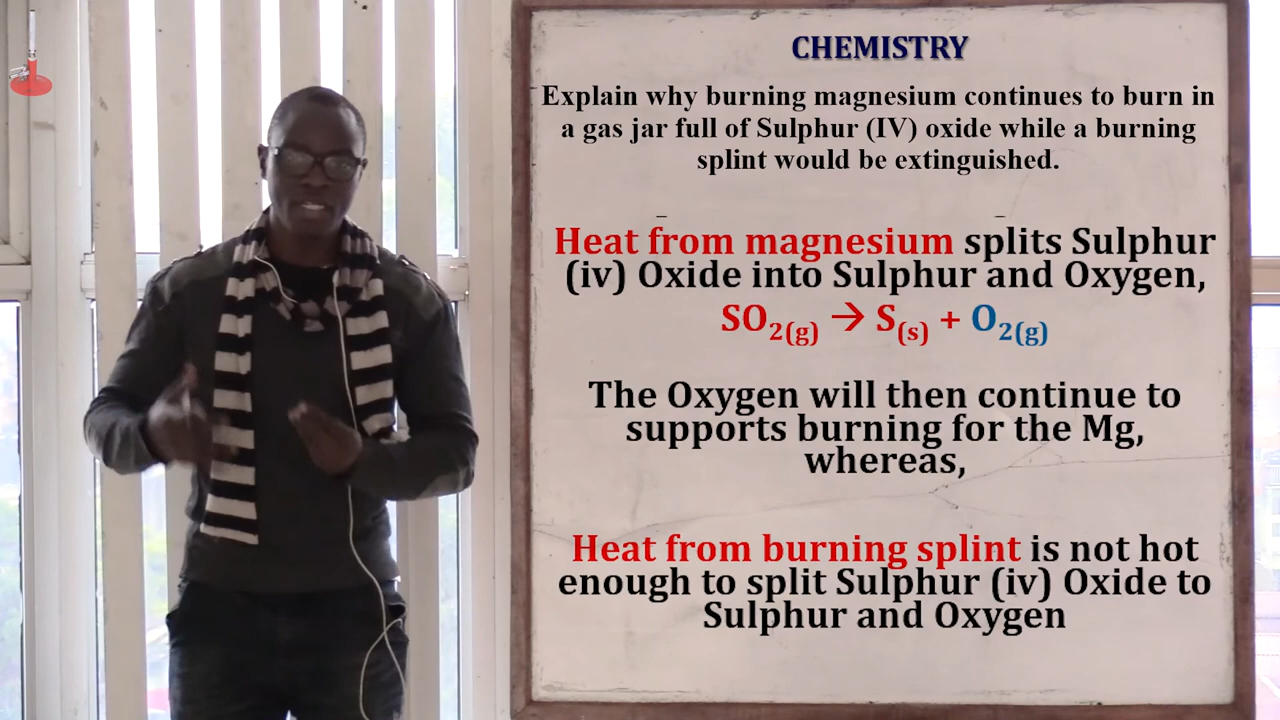 CHEMISTRY
Explain why burning magnesium continues to burn in
a gas jar full of Sulphur (IV) oxide while a burning
splint would be extinguished.
Heat from magnesium splits Sulphur
(iv) Oxide into Sulphur and Oxygen,
SO₂(g) → S(s) + O₂(g)
The Oxygen will then continue to
supports burning for the Mg,
whereas,
Heat from burning splint is not hot
enough to split Sulphur (iv) Oxide to
Sulphur and Oxygen